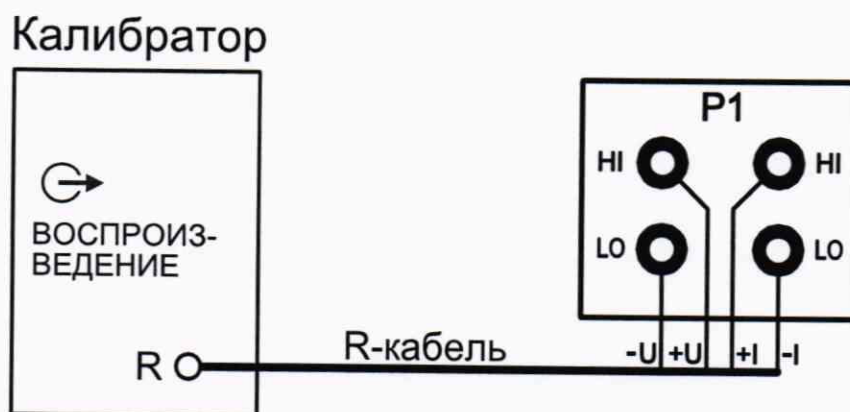 Калибратор
P1
HI
HI
ВОСПРОИЗ-
ВЕДЕНИЕ
LO
LO
R
R-кабель
-U
+U
+I
-I